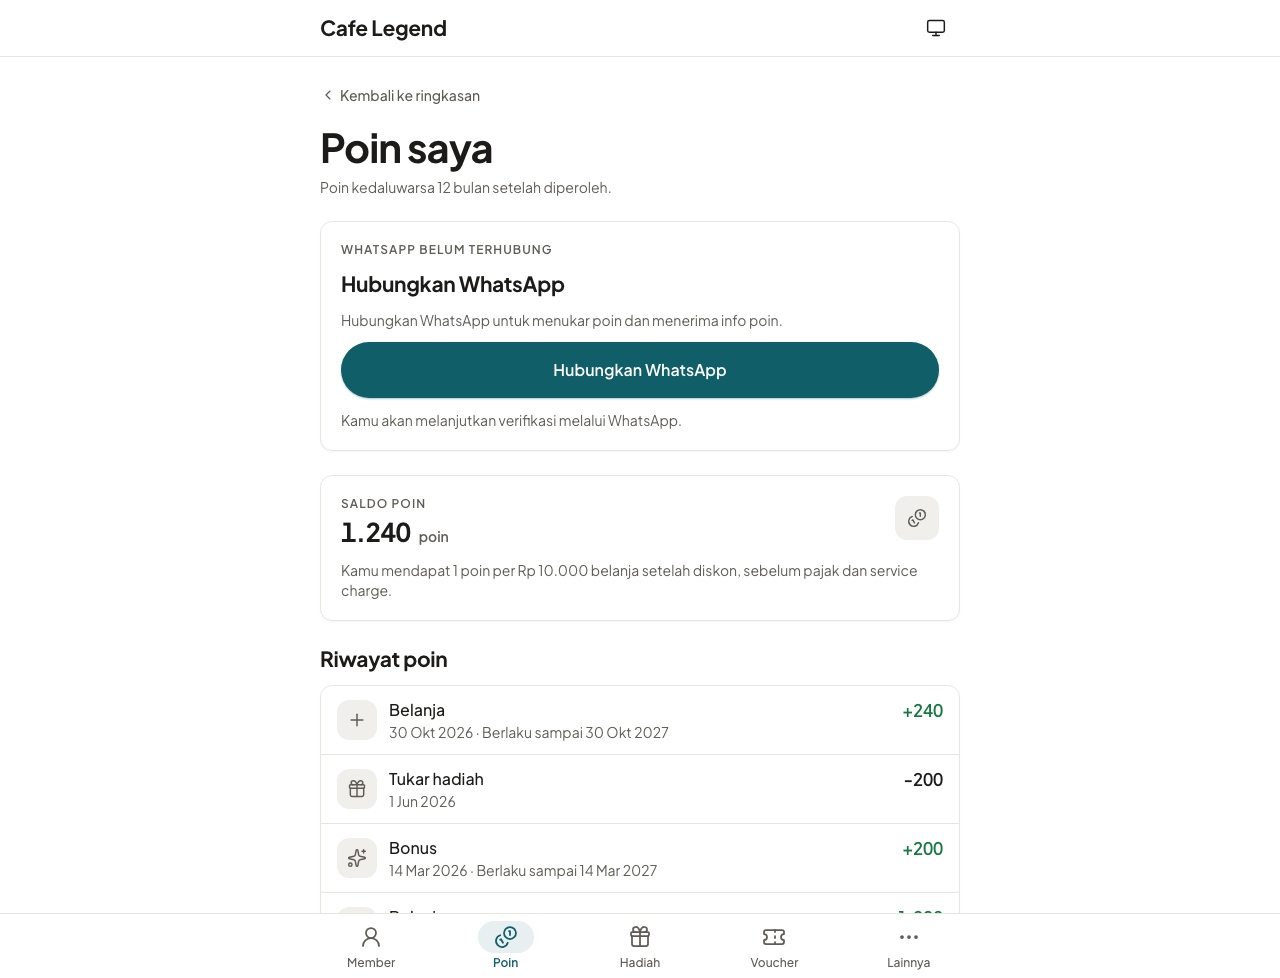 Cafe Legend
Kembali ke ringkasan
Poin saya
Poin kedaluwarsa 12 bulan setelah diperoleh.
WHATSAPP BELUM TERHUBUNG
Hubungkan WhatsApp
Hubungkan WhatsApp untuk menukar poin dan menerima info poin.
Hubungkan WhatsApp
Kamu akan melanjutkan verifikasi melalui WhatsApp.
SALDO POIN
1.240 poin
Kamu mendapat 1 poin per Rp 10.000 belanja setelah diskon, sebelum pajak dan service
charge.
Riwayat poin
Belanja +240
30 Okt 2026 · Berlaku sampai 30 Okt 2027
Tukar hadiah -200
1 Jun 2026
Bonus +200
14 Mar 2026 · Berlaku sampai 14 Mar 2027
Member Poin Hadiah Voucher Lainnya